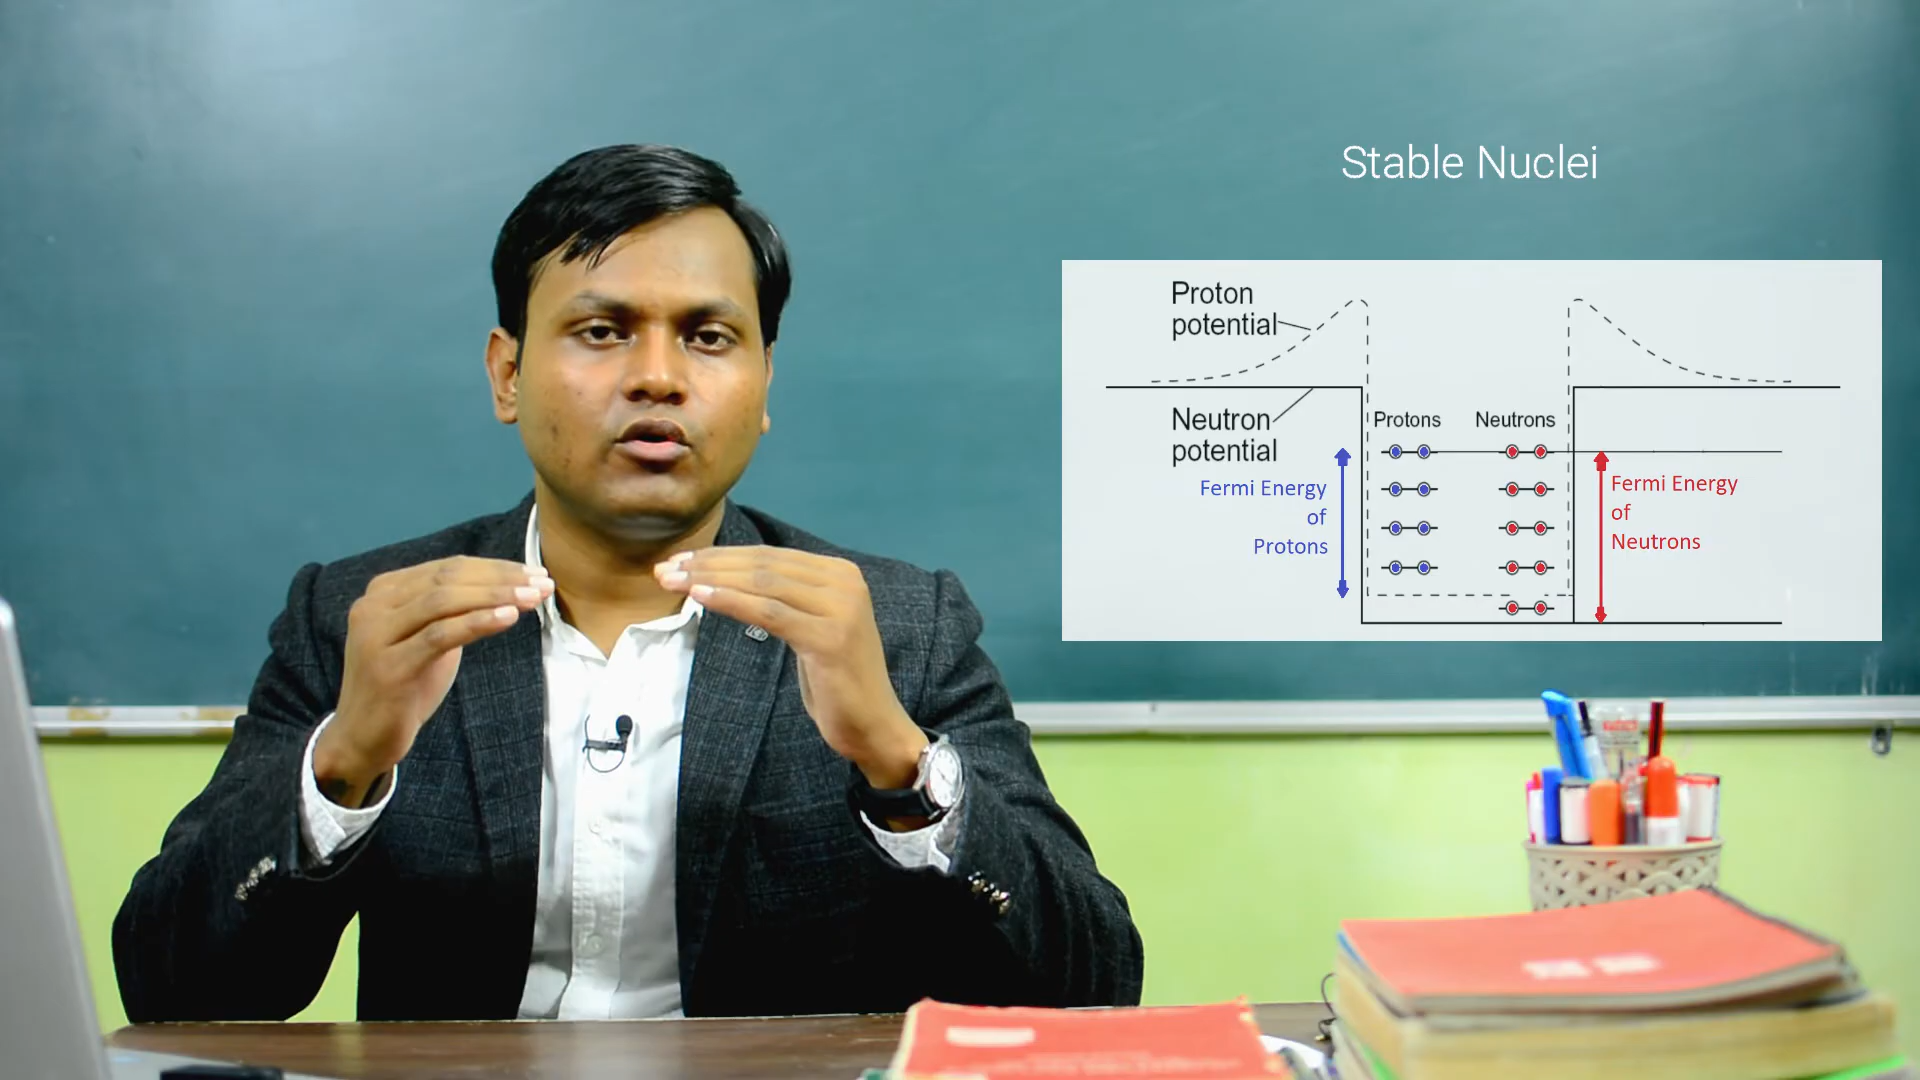 Stable Nuclei
Proton
potential
Neutron
potential
Protons
Neutrons
Fermi Energy
of
Protons
Fermi Energy
of
Neutrons